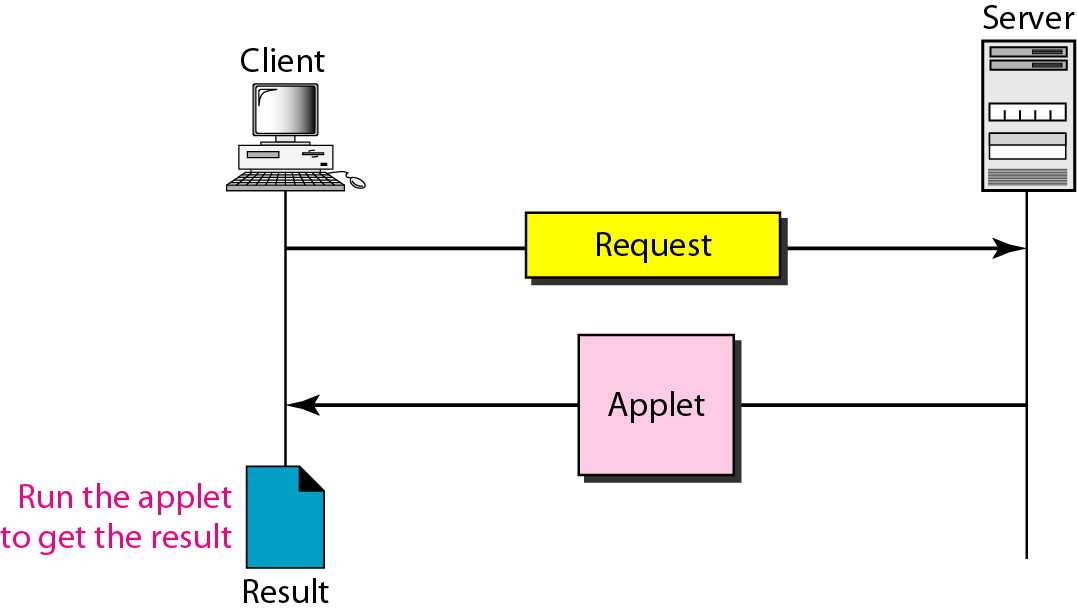 Server
Client
Request
Applet
Run the applet
to get the result
Result